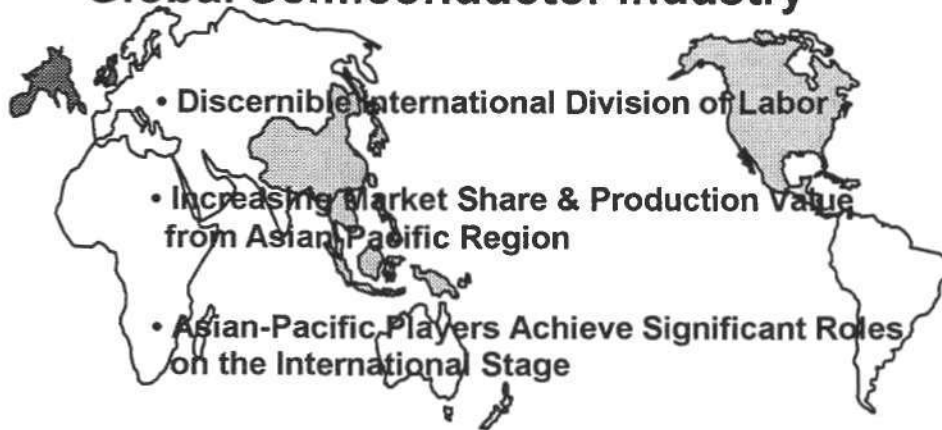 Global Semiconductor Industry
• Discernible International Division of Labor
• Increasing Market Share & Production Value
from Asian Pacific Region
• Asian-Pacific Players Achieve Significant Roles
on the International Stage